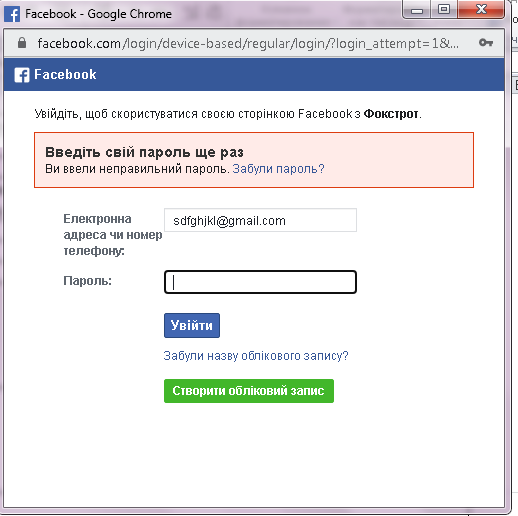 Facebook - Google Chrome
facebook.com/login/device-based/regular/login/?login_attempt=1&...
Facebook
Увійдіть, щоб скористуватися своєю сторінкою Facebook з Фокстрот.
Введіть свій пароль ще раз
Ви ввели неправильний пароль. Забули пароль?
Електронна
адреса чи номер
телефону:
sdfghjkl@gmail.com
Пароль:
Увійти
Забули назву облікового запису?
Створити обліковий запис